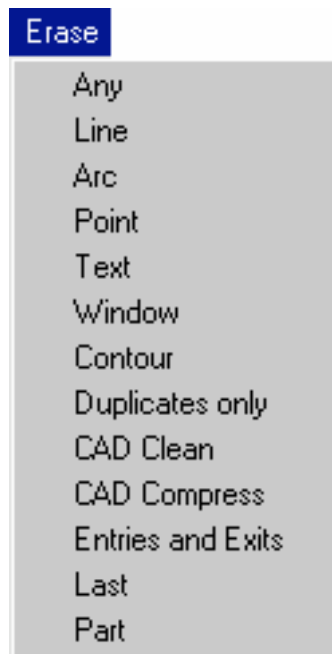 Erase
Any
Line
Arc
Point
Text
Window
Contour
Duplicates only
CAD Clean
CAD Compress
Entries and Exits
Last
Part